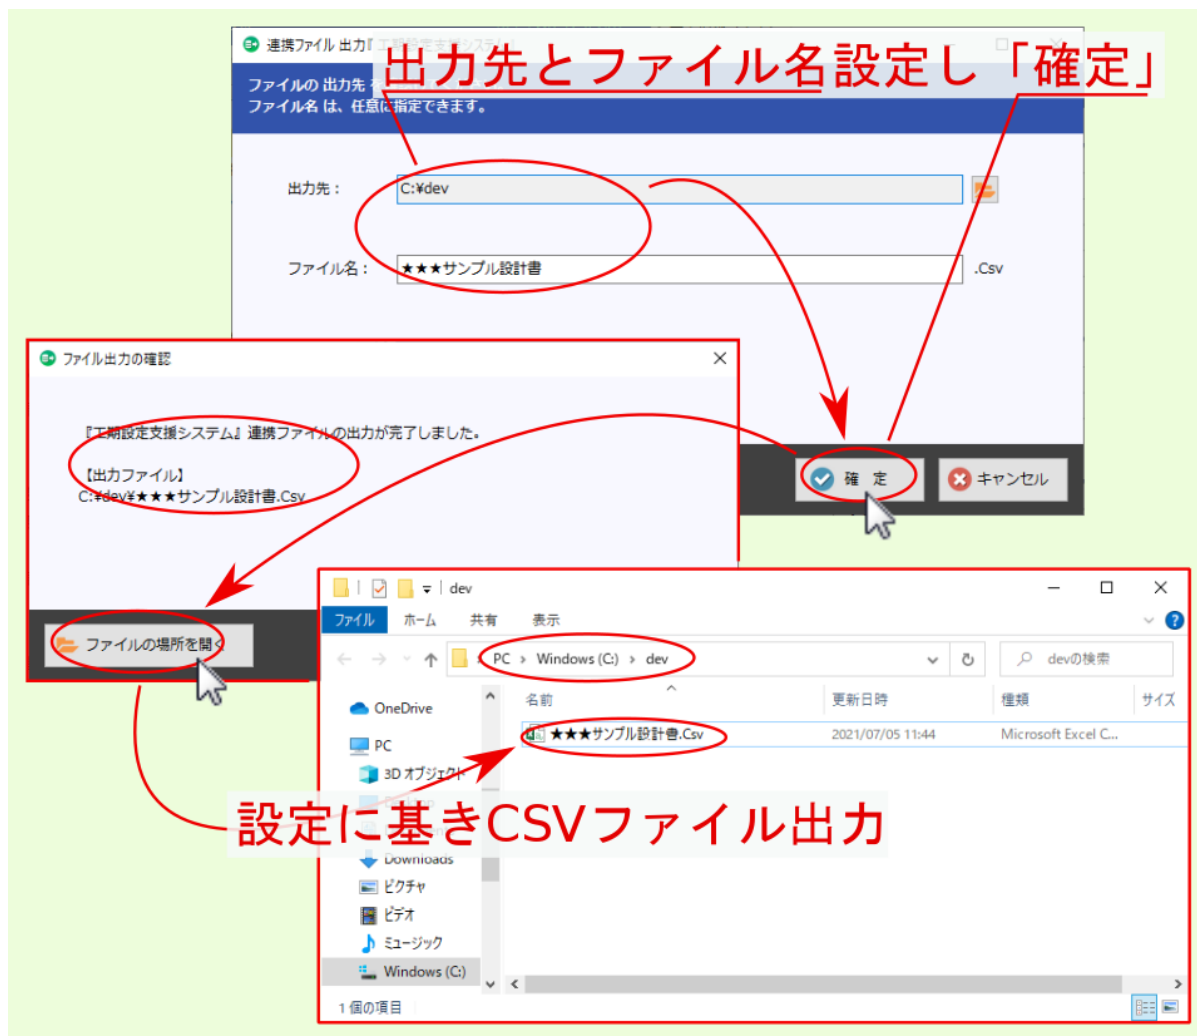 連携ファイル 出力『工期設定支援システム』
出力先とファイル名設定し「確定」
ファイルの 出力先 を
ファイル名 は、任意に指定できます。
出力先：
C:¥dev
ファイル名：
★★★サンプル設計書
.Csv
ファイル出力の確認
『工期設定支援システム』連携ファイルの出力が完了しました。
【出力ファイル】
C:¥dev¥★★★サンプル設計書.Csv
確 定
キャンセル
ファイルの場所を開く
dev
ファイル ホーム 共有 表示
PC › Windows (C:) › dev
devの検索
名前 更新日時 種類 サイズ
★★★サンプル設計書.Csv 2021/07/05 11:44 Microsoft Excel C...
OneDrive
PC
3D オブジェクト
Desktop
設定に基きCSVファイル出力
Downloads
ピクチャ
ビデオ
ミュージック
Windows (C:)
1 個の項目